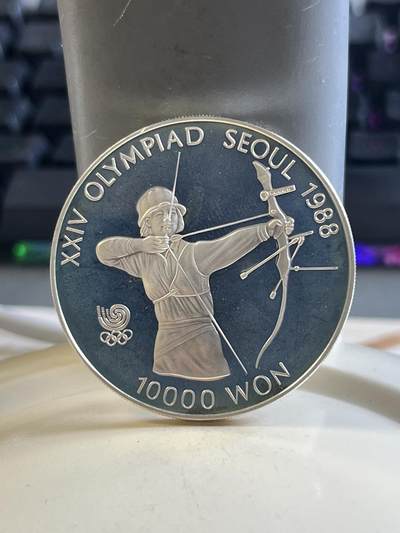 XXIV OLYMPIAD SEOUL 1988
10000 WON